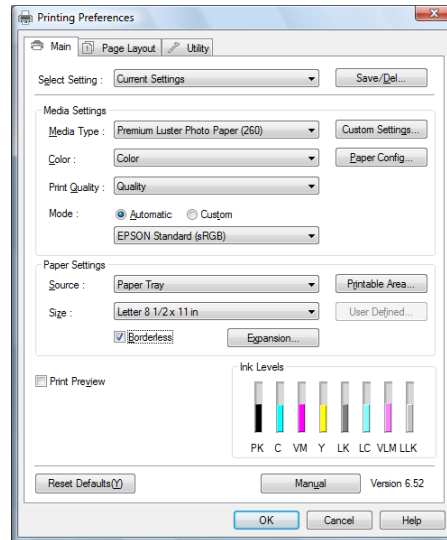 Printing Preferences
Main Page Layout Utility
Select Setting : Current Settings Save/Del...
Media Settings
Media Type : Premium Luster Photo Paper (260) Custom Settings...
Color : Color Paper Config...
Print Quality : Quality
Mode : Automatic Custom
EPSON Standard (sRGB)
Paper Settings
Source : Paper Tray Printable Area...
Size : Letter 8 1/2 x 11 in User Defined...
Borderless Expansion...
Print Preview
Ink Levels
PK C VM Y LK LC VLM LLK
Reset Defaults(Y) Manual Version 6.52
OK Cancel Help